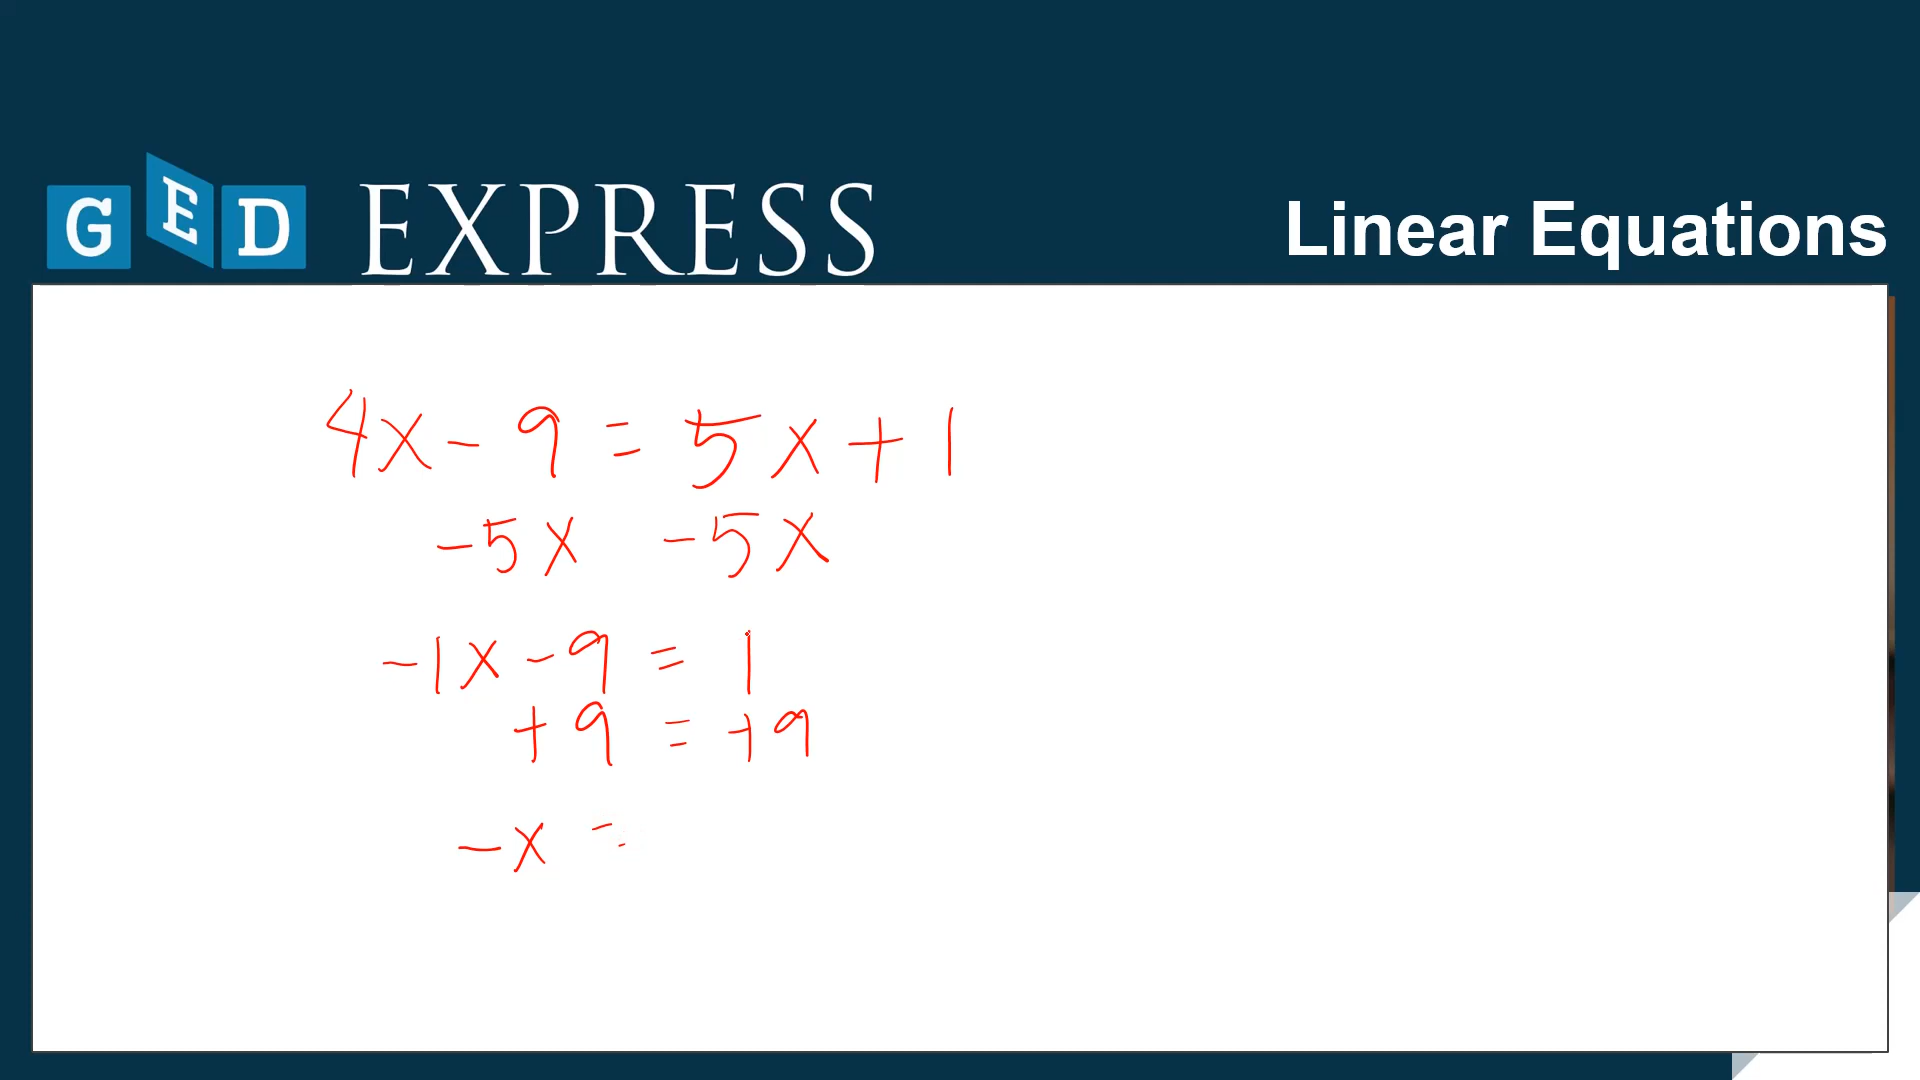 GED EXPRESS
Linear Equations
4x - 9 = 5x + 1
-5x -5x
-1x - 9 = 1
+9 = +9
-x =